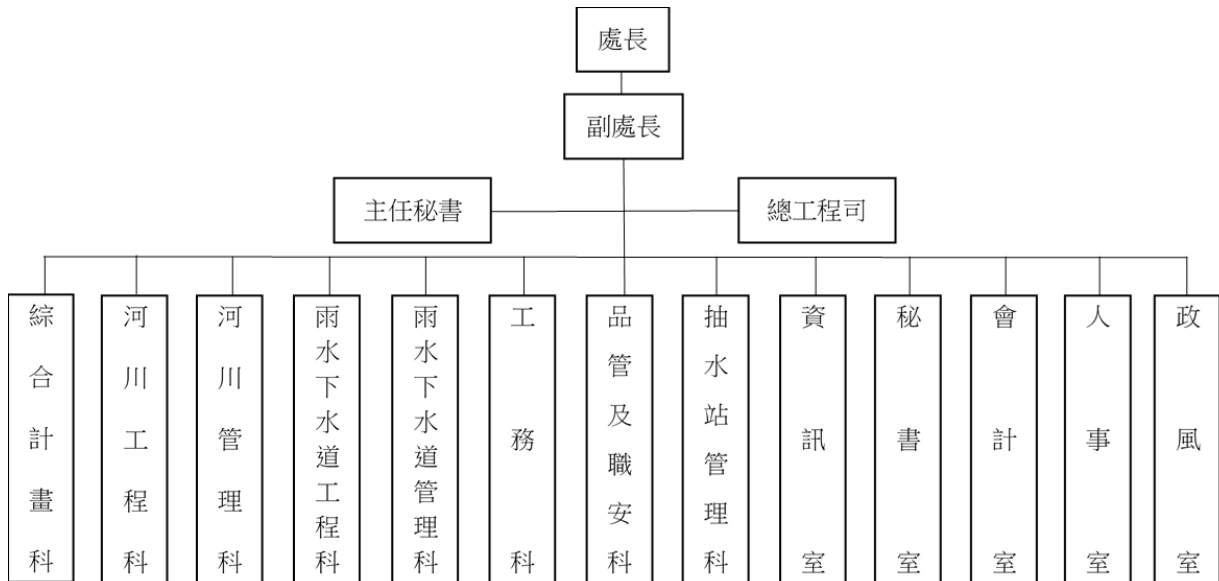 處長
副處長
主任秘書
總工程司
綜合計畫科
河川工程科
河川管理科
雨水下水道工程科
雨水下水道管理科
工務科
品管及職安科
抽水站管理科
資訊室
秘書室
會計室
人事室
政風室